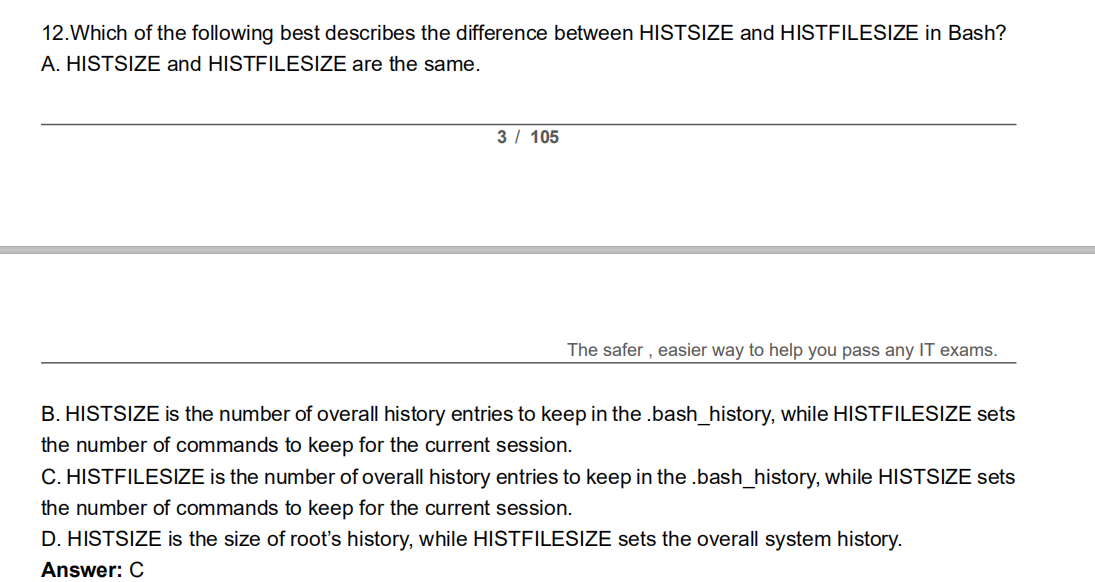 12.Which of the following best describes the difference between HISTSIZE and HISTFILESIZE in Bash?
A. HISTSIZE and HISTFILESIZE are the same.
3 / 105
The safer , easier way to help you pass any IT exams.
B. HISTSIZE is the number of overall history entries to keep in the .bash_history, while HISTFILESIZE sets
the number of commands to keep for the current session.
C. HISTFILESIZE is the number of overall history entries to keep in the .bash_history, while HISTSIZE sets
the number of commands to keep for the current session.
D. HISTSIZE is the size of root’s history, while HISTFILESIZE sets the overall system history.
Answer: C